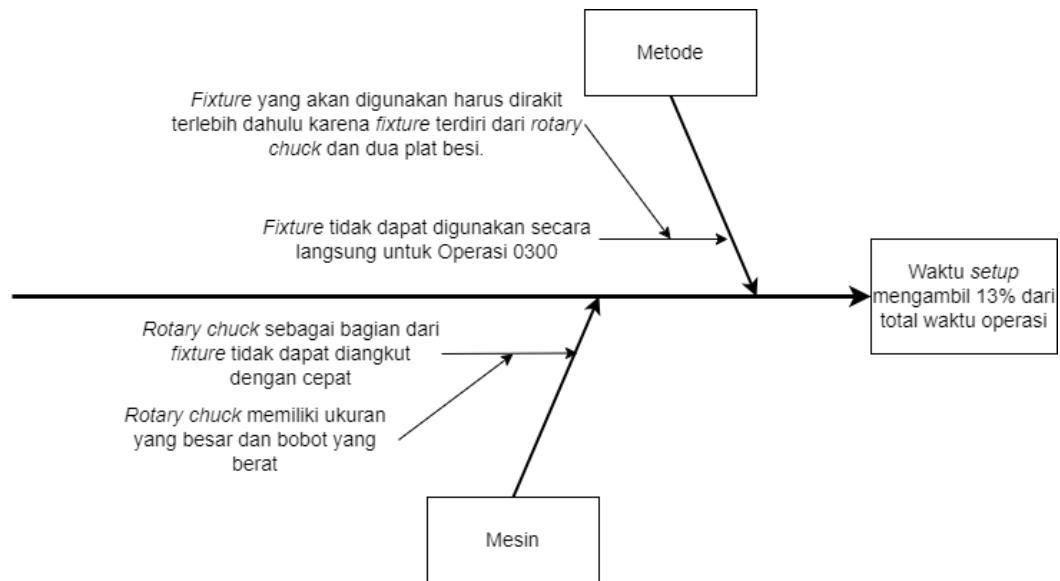 Metode
Fixture yang akan digunakan harus dirakit
terlebih dahulu karena fixture terdiri dari rotary
chuck dan dua plat besi.
Fixture tidak dapat digunakan secara
langsung untuk Operasi 0300
Waktu setup
mengambil 13% dari
total waktu operasi
Rotary chuck sebagai bagian dari
fixture tidak dapat diangkut
dengan cepat
Rotary chuck memiliki ukuran
yang besar dan bobot yang
berat
Mesin